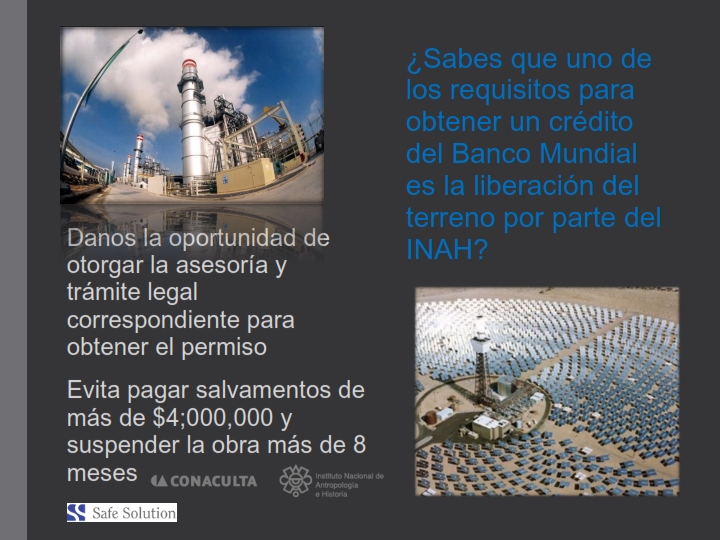 ¿Sabes que uno de
los requisitos para
obtener un crédito
del Banco Mundial
es la liberación del
terreno por parte del
INAH?
Danos la oportunidad de
otorgar la asesoría y
trámite legal
correspondiente para
obtener el permiso
Evita pagar salvamentos de
más de $4;000,000 y
suspender la obra más de 8
meses
CONACULTA
Instituto Nacional de
Antropología
e Historia
Safe Solution